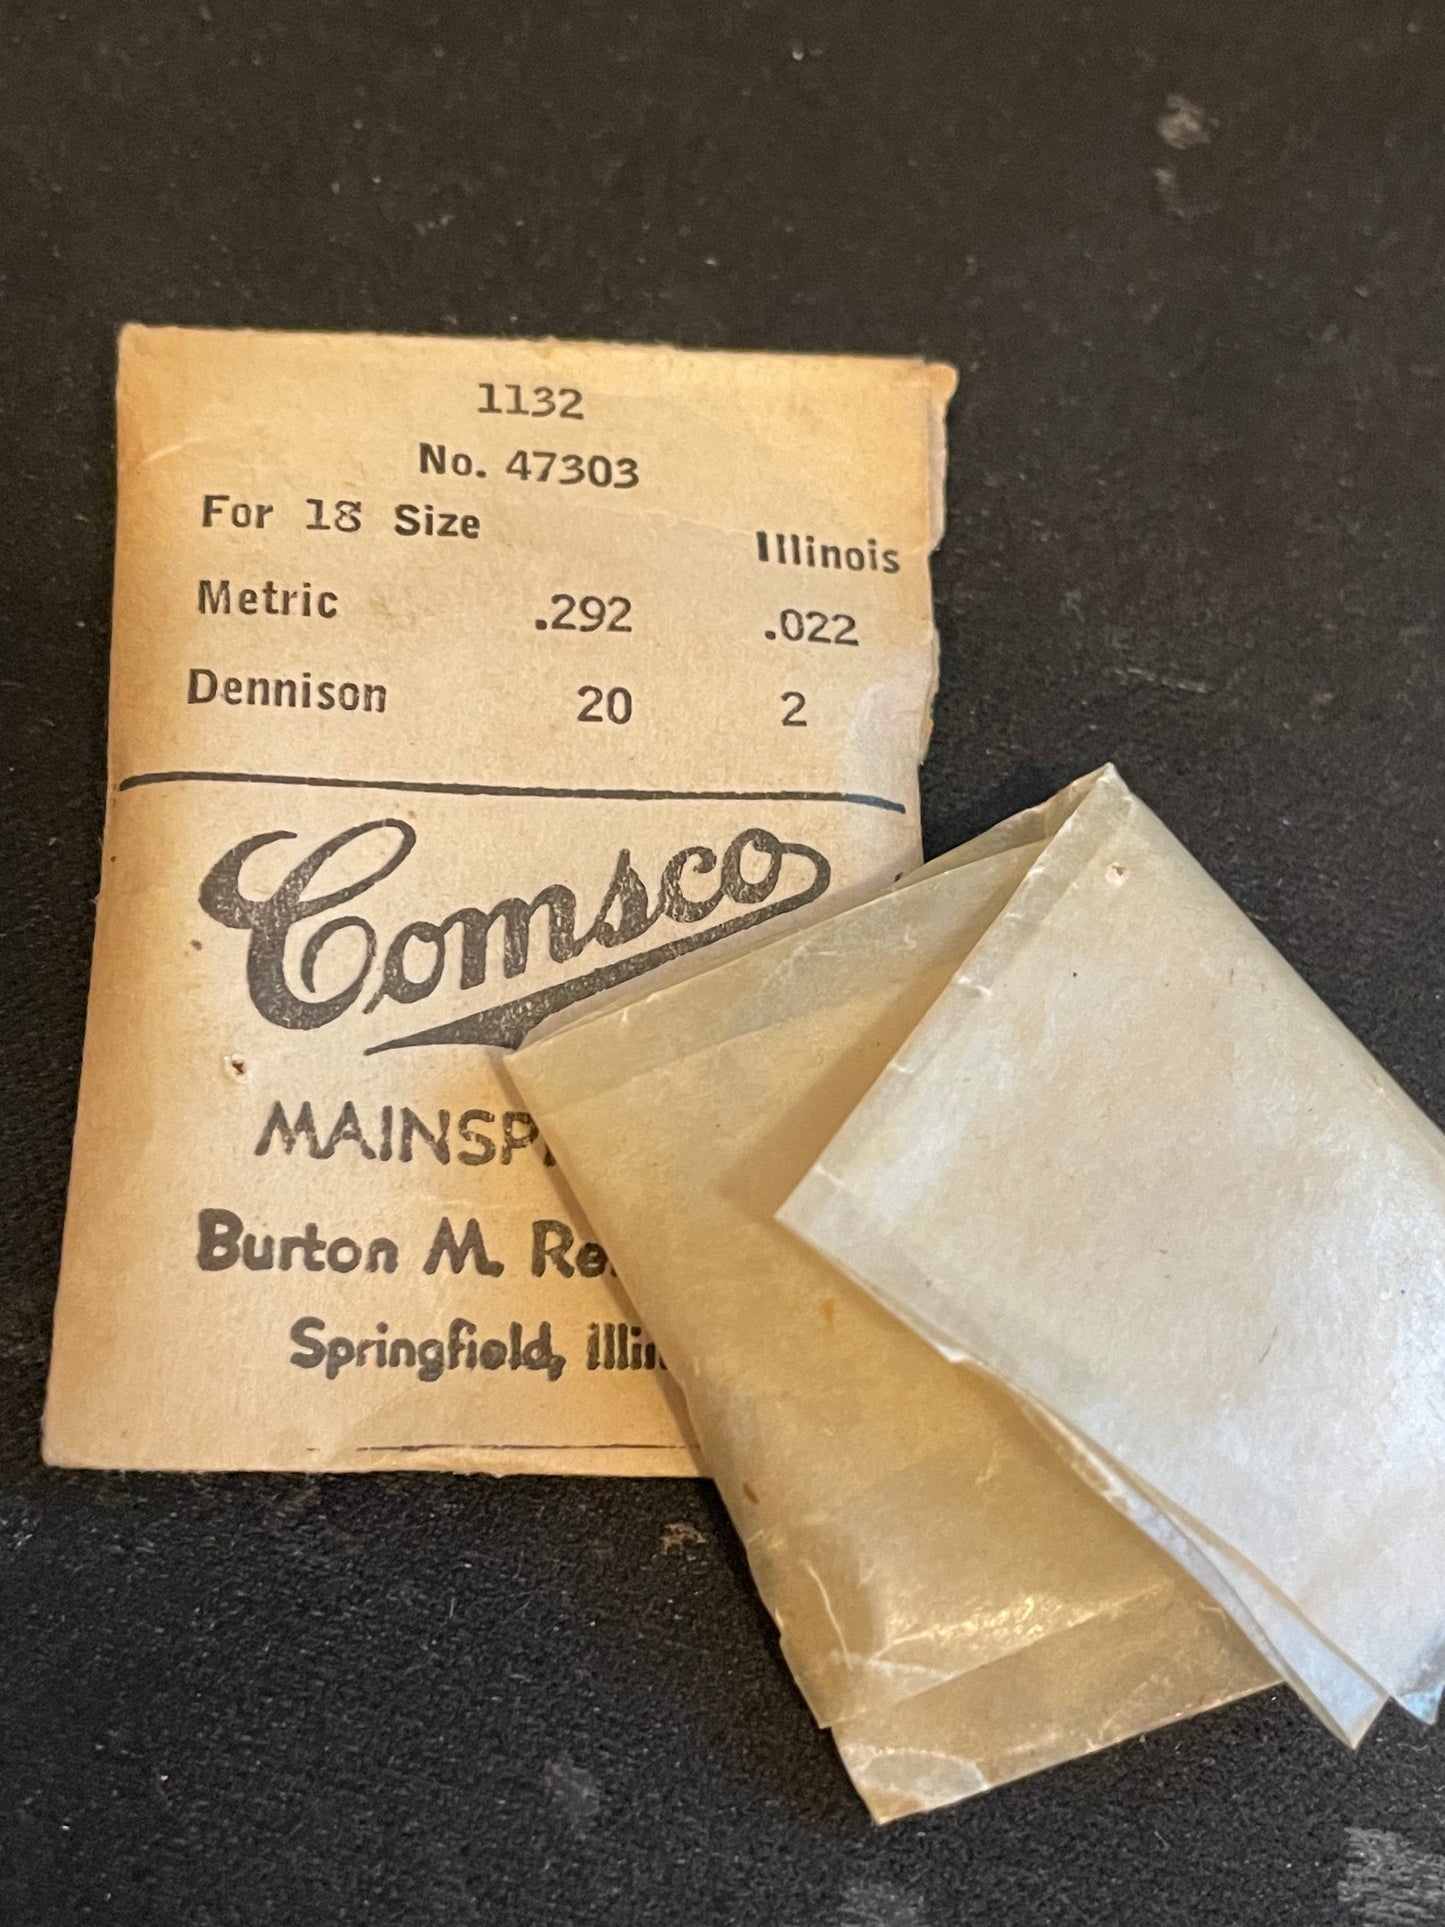 1132
No. 47303
For 18 Size Illinois
Metric .292 .022
Dennison 20 2
Comsco
Burton M.
Springfield,